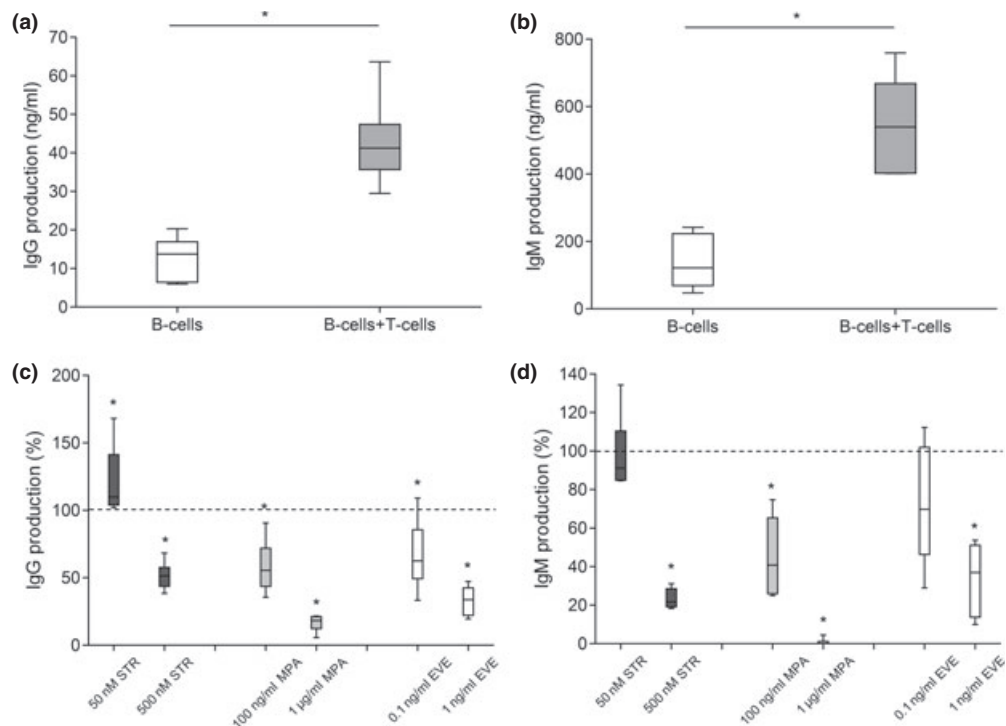 (a)
*
IgG production (ng/ml)
70
60
50
40
30
20
10
0
B-cells
B-cells+T-cells
(b)
*
IgM production (ng/ml)
800
600
400
200
0
B-cells
B-cells+T-cells
(c)
IgG production (%)
200
150
100
50
0
*
*
*
*
*
*
50 nM STR
500 nM STR
100 ng/ml MPA
1 µg/ml MPA
0.1 ng/ml EVE
1 ng/ml EVE
(d)
IgM production (%)
140
120
100
80
60
40
20
0
*
*
*
*
50 nM STR
500 nM STR
100 ng/ml MPA
1 µg/ml MPA
0.1 ng/ml EVE
1 ng/ml EVE